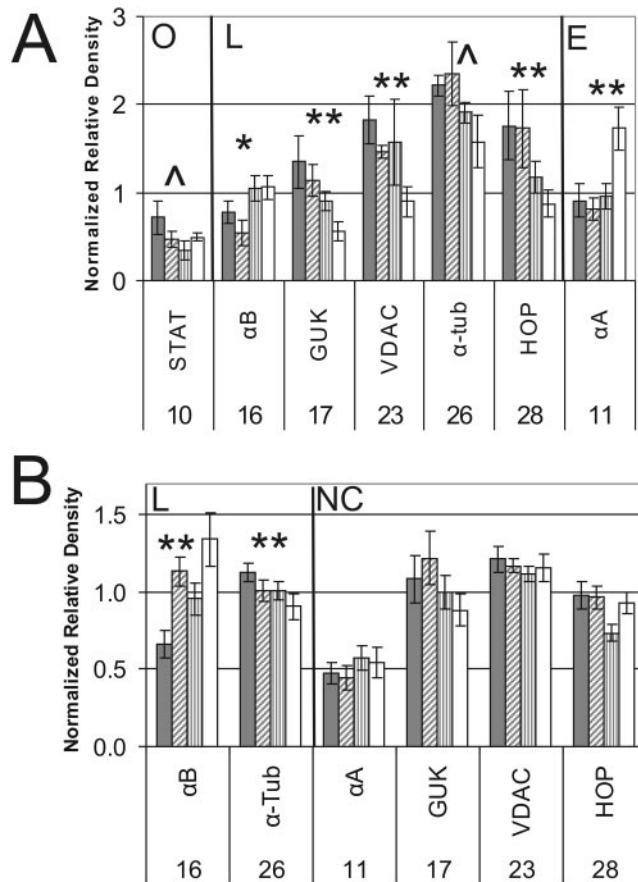 A
Normalized Relative Density
3
2
1
0
O L E
^ * ** ** ^ ** **
STAT αB GUK VDAC α-tub HOP αA
10 16 17 23 26 28 11
B
Normalized Relative Density
1.5
1.0
0.5
0.0
L NC
** **
αB α-Tub αA GUK VDAC HOP
16 26 11 17 23 28